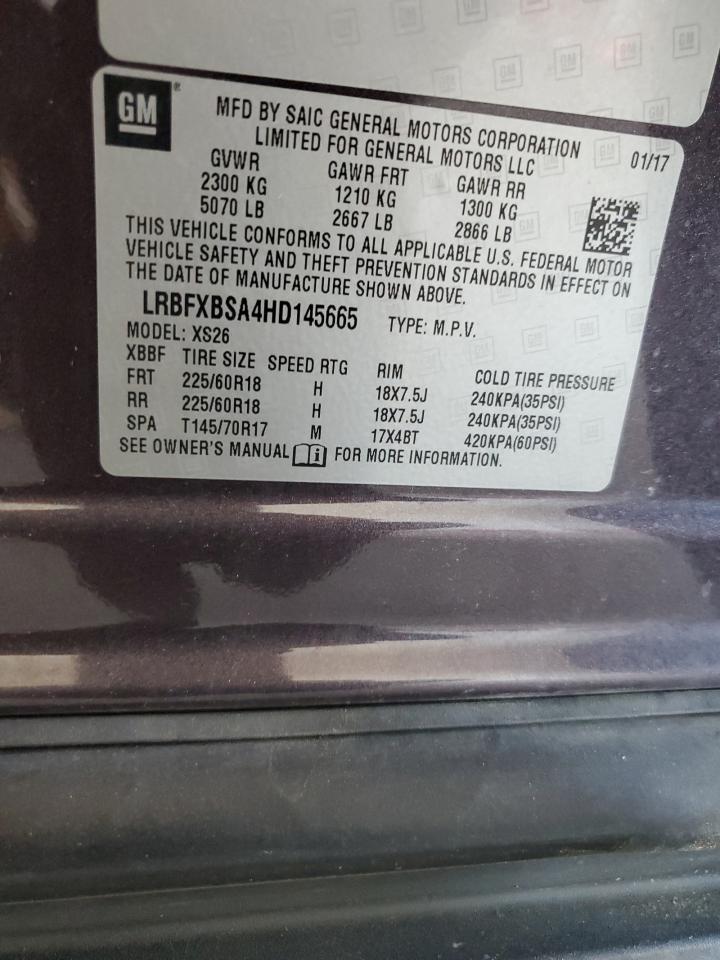 GM®
MFD BY SAIC GENERAL MOTORS CORPORATION
LIMITED FOR GENERAL MOTORS LLC 01/17
GVWR GAWR FRT GAWR RR
2300 KG 1210 KG 1300 KG
5070 LB 2667 LB 2866 LB
THIS VEHICLE CONFORMS TO ALL APPLICABLE U.S. FEDERAL MOTOR
VEHICLE SAFETY AND THEFT PREVENTION STANDARDS IN EFFECT ON
THE DATE OF MANUFACTURE SHOWN ABOVE.
LRBFXBSA4HD145665 TYPE: M.P.V.
MODEL: XS26
XBBF TIRE SIZE SPEED RTG RIM COLD TIRE PRESSURE
FRT 225/60R18 H 18X7.5J 240KPA(35PSI)
RR 225/60R18 H 18X7.5J 240KPA(35PSI)
SPA T145/70R17 M 17X4BT 420KPA(60PSI)
SEE OWNER'S MANUAL FOR MORE INFORMATION.